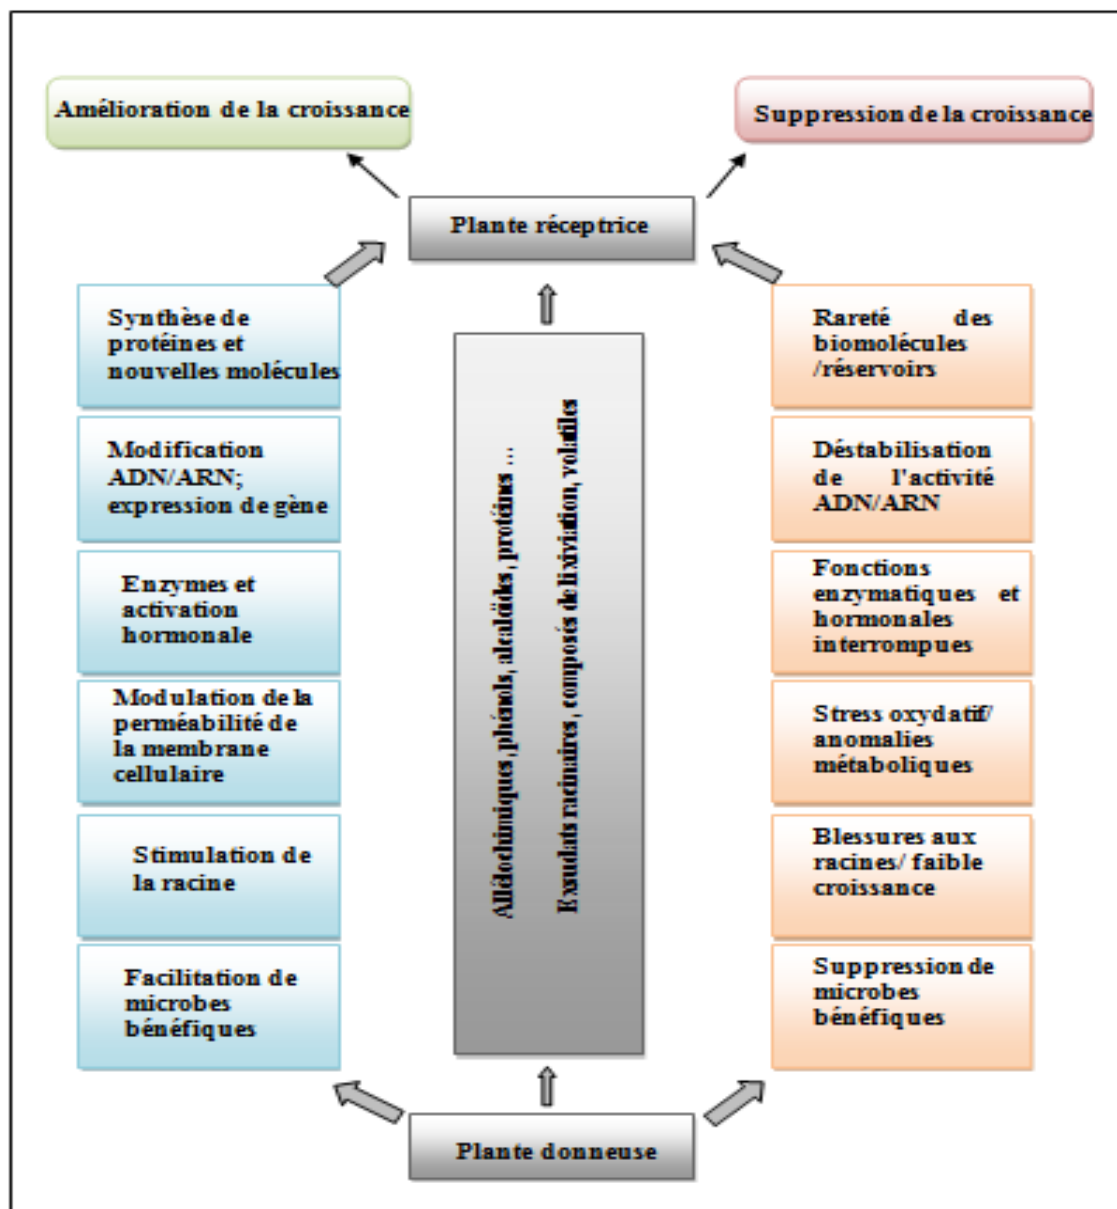 Amélioration de la croissance
Suppression de la croissance
Plante réceptrice
Synthèse de
protéines et
nouvelles molécules
Modification
ADN/ARN;
expression de gène
Enzymes et
activation
hormonale
Modulation de la
perméabilité de
la membrane
cellulaire
Stimulation de
la racine
Facilitation de
microbes
bénéfiques
Allélochimiques, phénols, alcaloïdes, protéines ...
Exsudats racinaires, composés de lixiviation, volatiles
Rareté des
biomolécules
/réservoirs
Déstabilisation
de l'activité
ADN/ARN
Fonctions
enzymatiques et
hormonales
interrompues
Stress oxydatif/
anomalies
métaboliques
Blessures aux
racines/ faible
croissance
Suppression de
microbes
bénéfiques
Plante donneuse